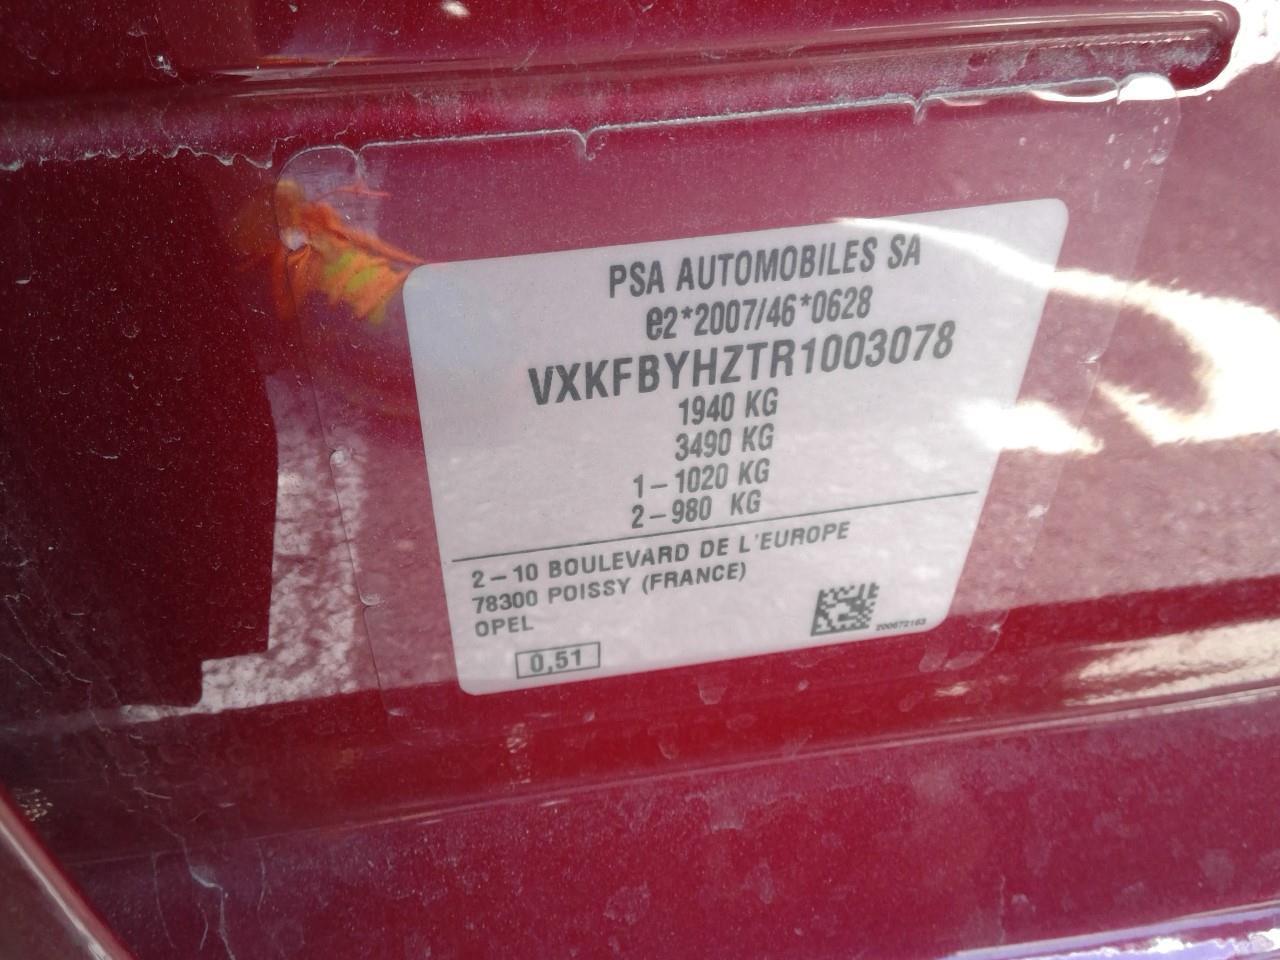 PSA AUTOMOBILES SA
e2*2007/46*0628
VXKFBYHZTR1003078
1940 KG
3490 KG
1-1020 KG
2-980 KG
2-10 BOULEVARD DE L'EUROPE
78300 POISSY (FRANCE)
OPEL
0,51
200672163